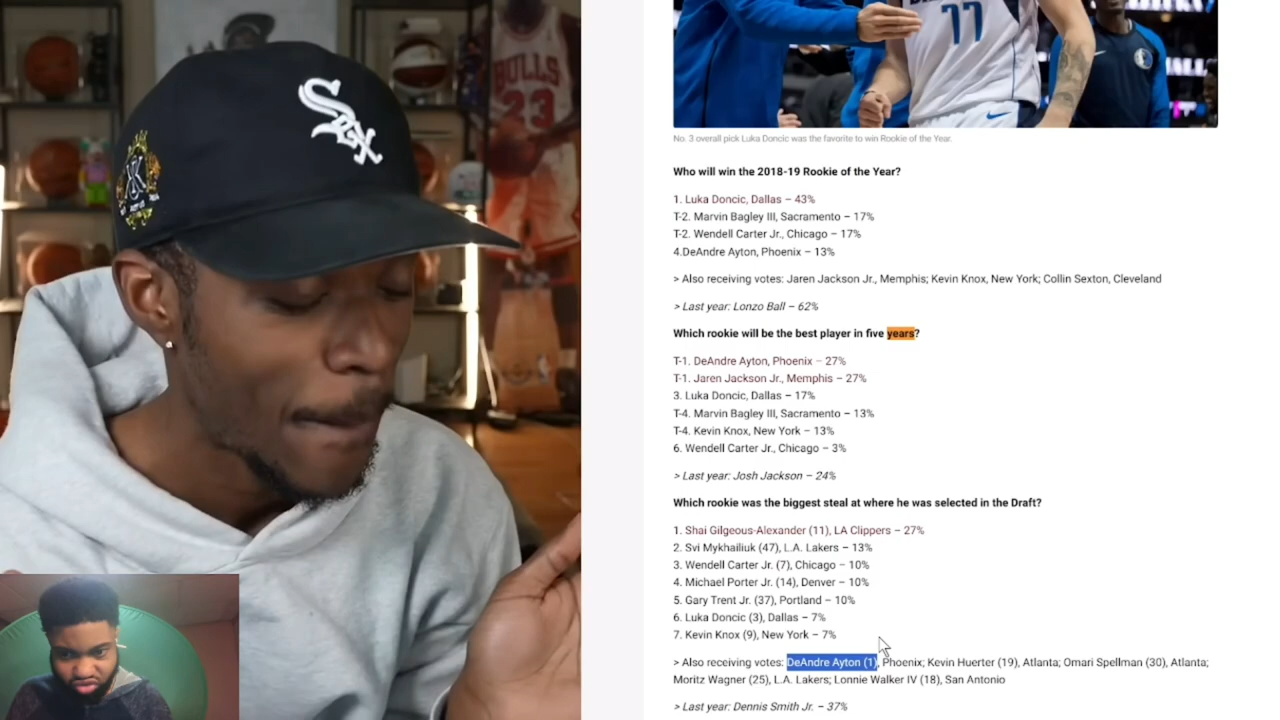 Sox
BULLS
23
77
No. 3 overall pick Luka Doncic was the favorite to win Rookie of the Year.
Who will win the 2018-19 Rookie of the Year?
1. Luka Doncic, Dallas – 43%
T-2. Marvin Bagley III, Sacramento – 17%
T-2. Wendell Carter Jr., Chicago – 17%
4.DeAndre Ayton, Phoenix – 13%
> Also receiving votes: Jaren Jackson Jr., Memphis; Kevin Knox, New York; Collin Sexton, Cleveland
> Last year: Lonzo Ball – 62%
Which rookie will be the best player in five years?
T-1. DeAndre Ayton, Phoenix – 27%
T-1. Jaren Jackson Jr., Memphis – 27%
3. Luka Doncic, Dallas – 17%
T-4. Marvin Bagley III, Sacramento – 13%
T-4. Kevin Knox, New York – 13%
6. Wendell Carter Jr., Chicago – 3%
> Last year: Josh Jackson – 24%
Which rookie was the biggest steal at where he was selected in the Draft?
1. Shai Gilgeous-Alexander (11), LA Clippers – 27%
2. Svi Mykhailiuk (47), L.A. Lakers – 13%
3. Wendell Carter Jr. (7), Chicago – 10%
4. Michael Porter Jr. (14), Denver – 10%
5. Gary Trent Jr. (37), Portland – 10%
6. Luka Doncic (3), Dallas – 7%
7. Kevin Knox (9), New York – 7%
> Also receiving votes: DeAndre Ayton (1), Phoenix; Kevin Huerter (19), Atlanta; Omari Spellman (30), Atlanta;
Moritz Wagner (25), L.A. Lakers; Lonnie Walker IV (18), San Antonio
> Last year: Dennis Smith Jr. – 37%